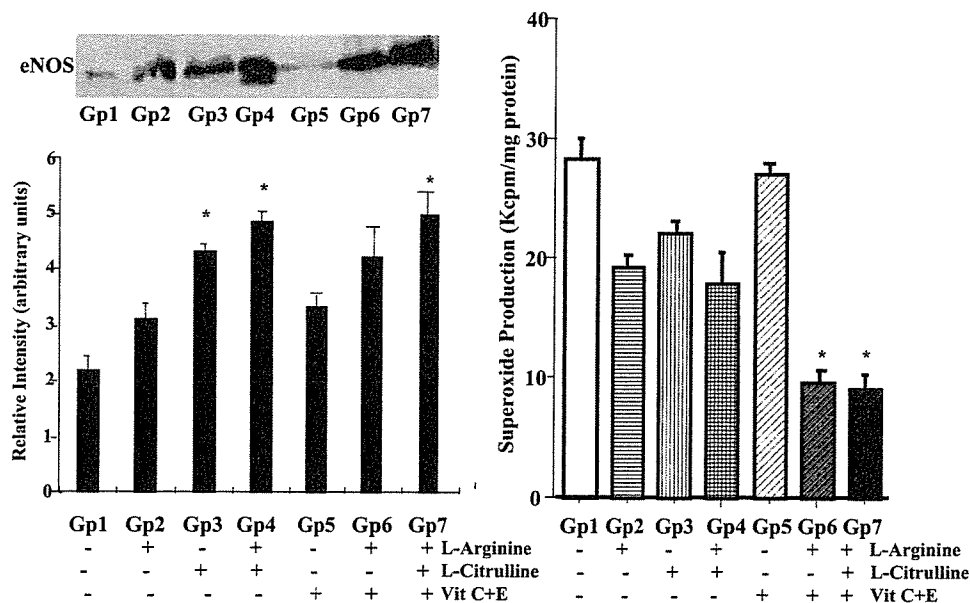 eNOS
Gp1 Gp2 Gp3 Gp4 Gp5 Gp6 Gp7
Relative Intensity (arbitrary units)
6
5
4
3
2
1
0
* * *
Gp1 Gp2 Gp3 Gp4 Gp5 Gp6 Gp7
- + - + - + + L-Arginine
- - + + - - + L-Citrulline
- - - - + + + Vit C+E
Superoxide Production (Kcpm/mg protein)
40
30
20
10
0
* *
Gp1 Gp2 Gp3 Gp4 Gp5 Gp6 Gp7
- + - + - + + L-Arginine
- - + + - - + L-Citrulline
- - - - + + + Vit C+E